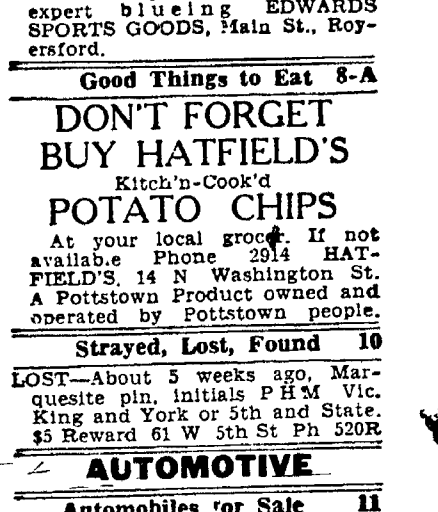 expert blueing EDWARDS
SPORTS GOODS, Main St., Roy-
ersford.
Good Things to Eat 8-A
DON'T FORGET
BUY HATFIELD'S
Kitch'n-Cook'd
POTATO CHIPS
At your local grocer. If not
available Phone 2914 HAT-
FIELD'S, 14 N Washington St.
A Pottstown Product owned and
operated by Pottstown people.
Strayed, Lost, Found 10
LOST—About 5 weeks ago, Mar-
quesite pin, initials P H M Vic.
King and York or 5th and State.
$5 Reward 61 W 5th St Ph 520R
AUTOMOTIVE
Automobiles for Sale 11